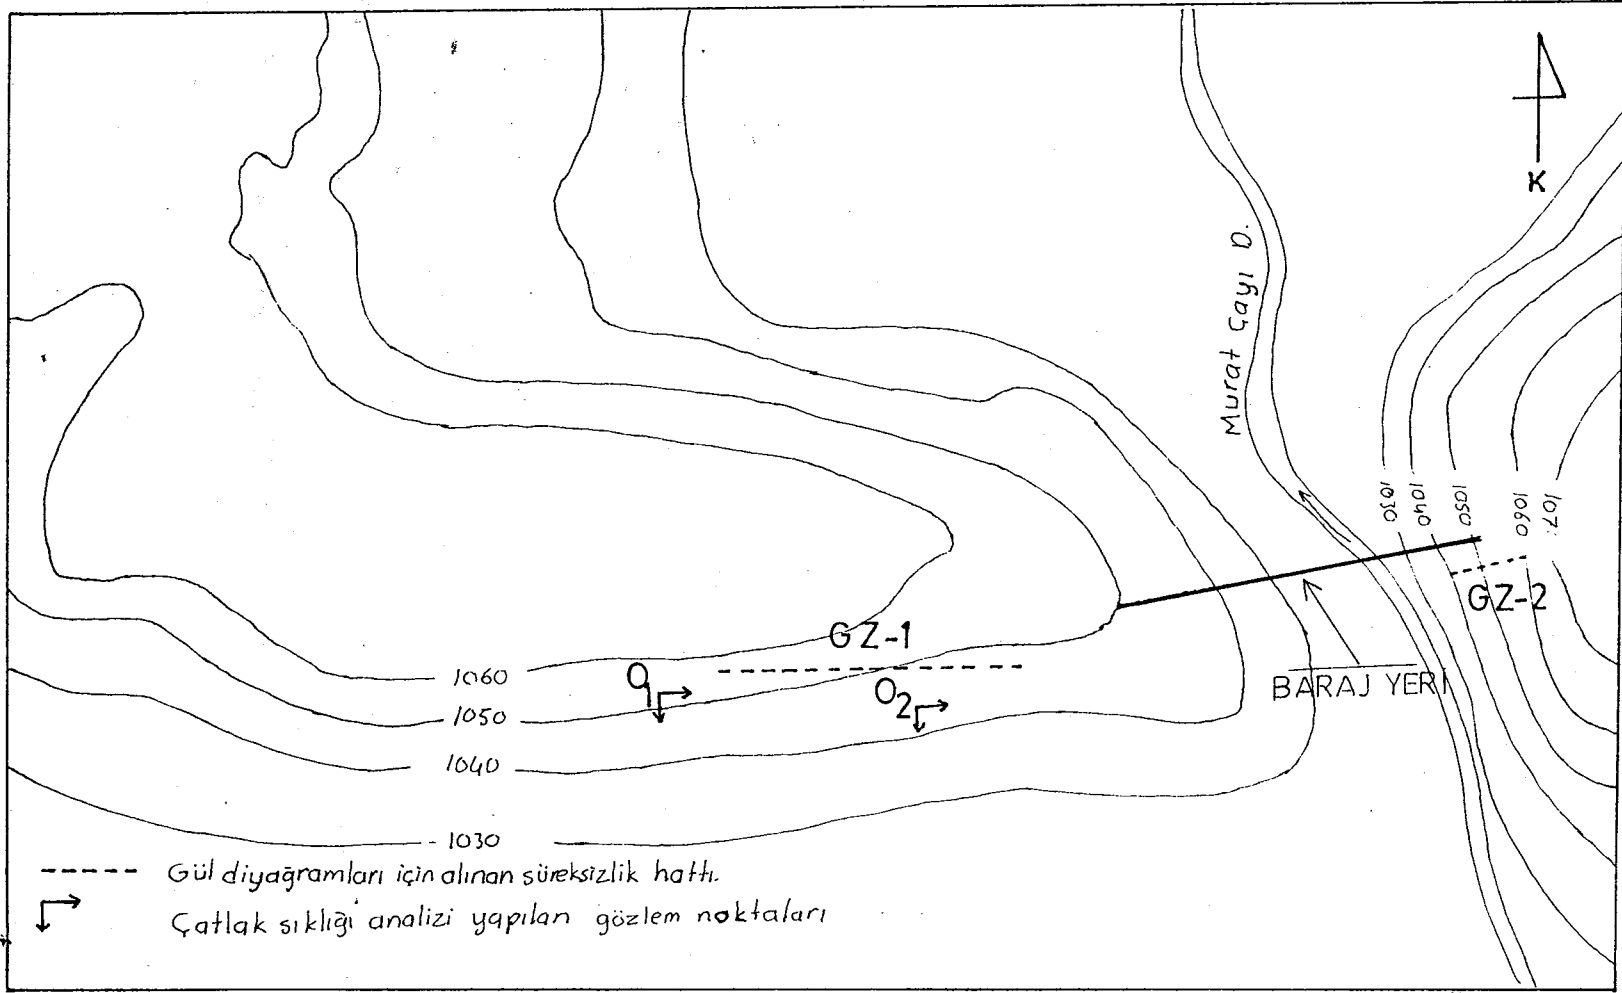 K
Murat Çayı D.
1030
1040
1050
1060
107
GZ-2
GZ-1
O1
O2
BARAJ YERİ
1060
1050
1040
1030
Gül diyağramları için alınan süreksizlik hattı.
Çatlak sıklığı analizi yapılan gözlem noktaları